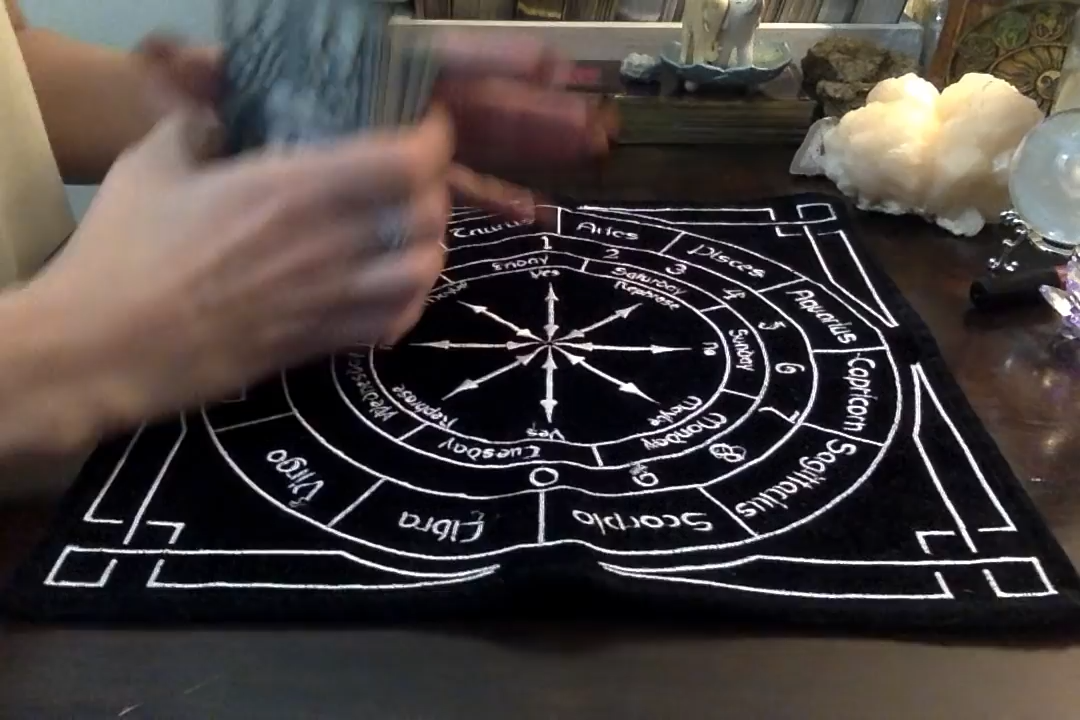 Taurus
Aries
Pisces
Aquarius
Capricorn
Sagittarius
Scorpio
Libra
Virgo
1
2
3
4
5
6
7
8
9
0
Saturday
Sunday
Monday
Tuesday
Wednesday
Yes
Rephrase
no
Maybe
Yes
Rephrase
Maybe